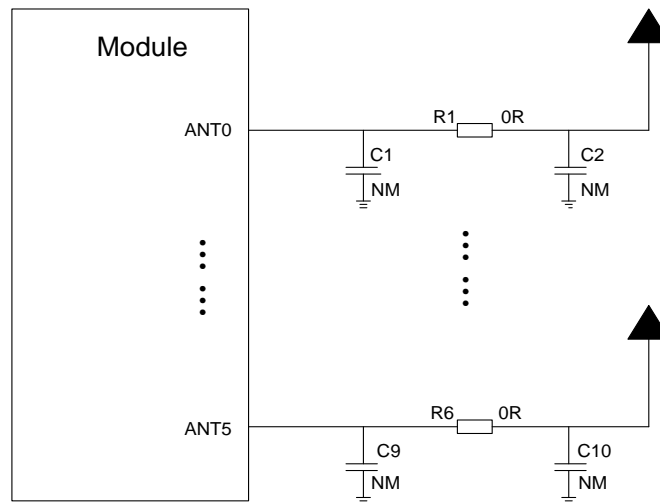 Module
R1 0R
ANT0
C1 C2
NM NM
R6 0R
ANT5
C9 C10
NM NM